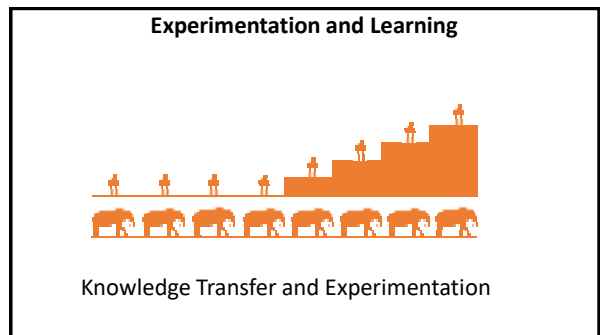 Experimentation and Learning
Knowledge Transfer and Experimentation